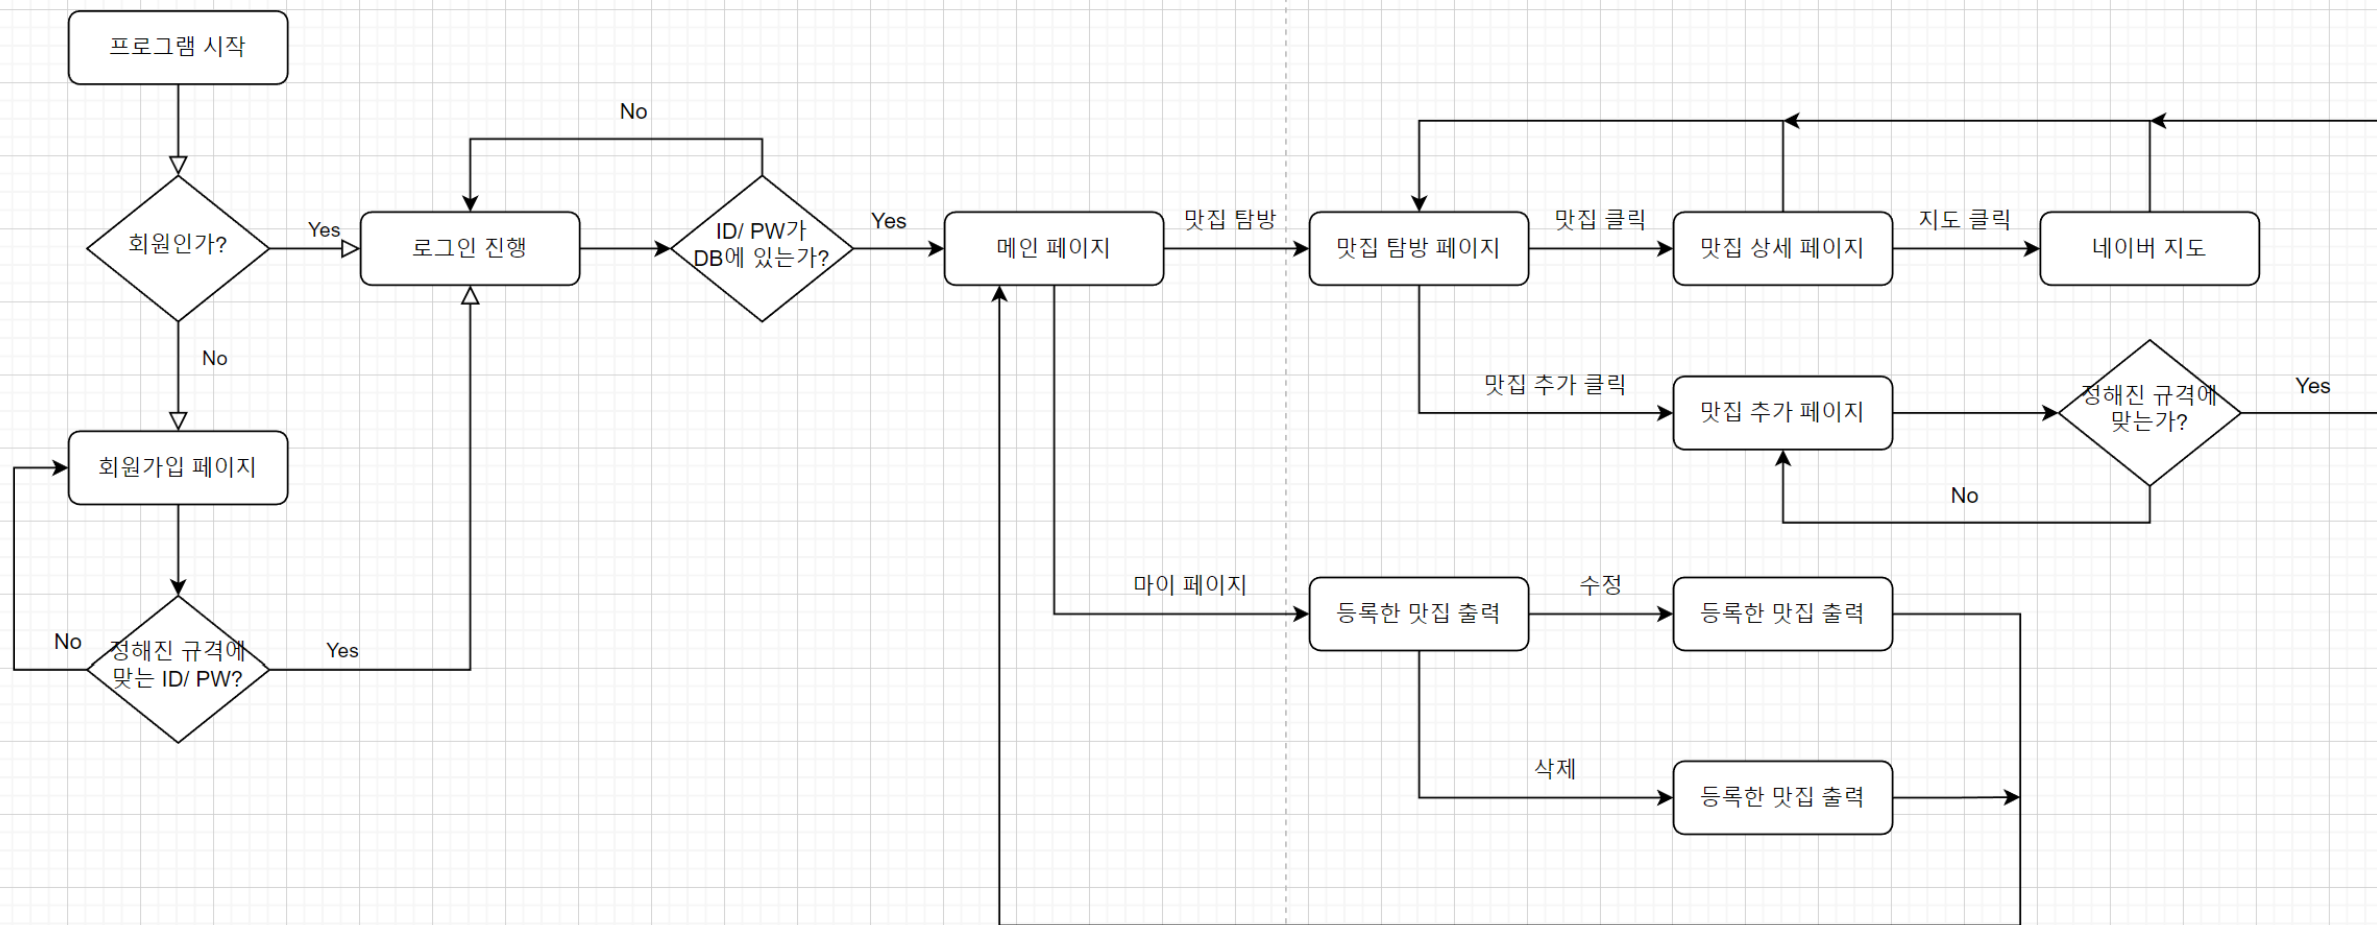 프로그램 시작
No
회원인가?
Yes
로그인 진행
ID/ PW가
DB에 있는가?
Yes
메인 페이지
맛집 탐방
맛집 탐방 페이지
맛집 클릭
맛집 상세 페이지
지도 클릭
네이버 지도
No
맛집 추가 클릭
맛집 추가 페이지
정해진 규격에
맞는가?
Yes
No
회원가입 페이지
No
정해진 규격에
맞는 ID/ PW?
Yes
마이 페이지
등록한 맛집 출력
수정
등록한 맛집 출력
삭제
등록한 맛집 출력